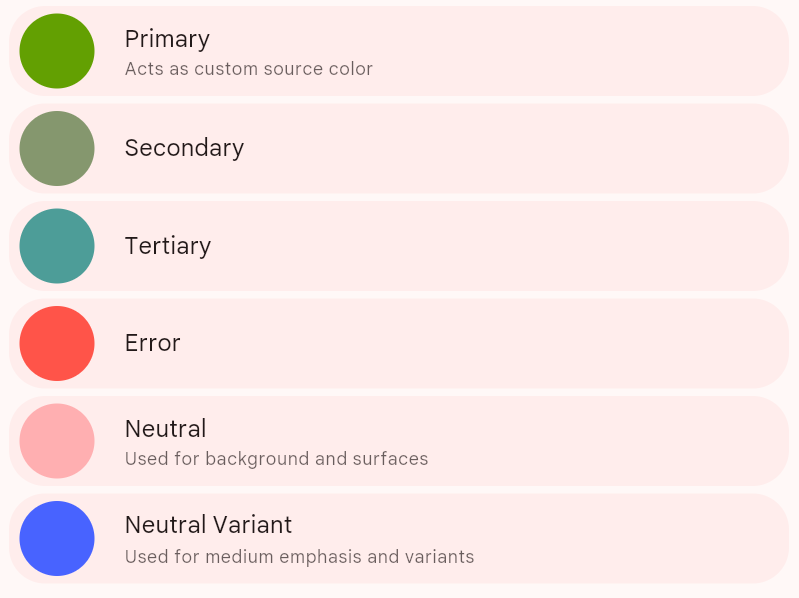 Primary
Acts as custom source color
Secondary
Tertiary
Error
Neutral
Used for background and surfaces
Neutral Variant
Used for medium emphasis and variants